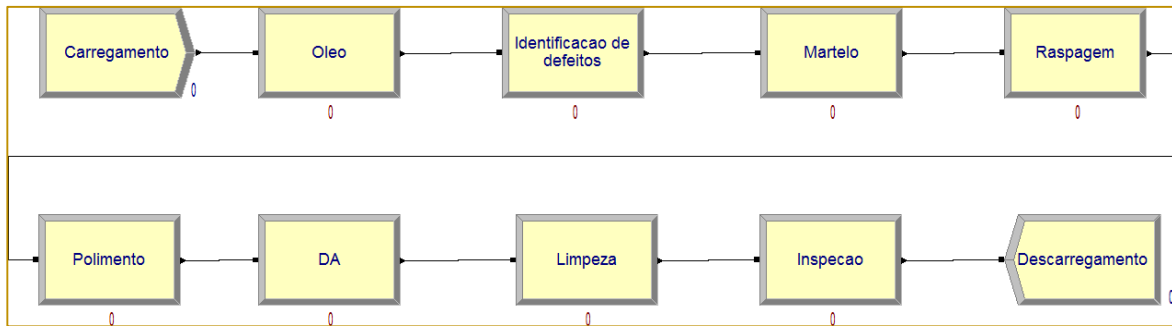 Carregamento
Oleo
Identificacao de
defeitos
Martelo
Raspagem
0
0
0
0
0
Polimento
DA
Limpeza
Inspecao
Descarregamento
0
0
0
0
0